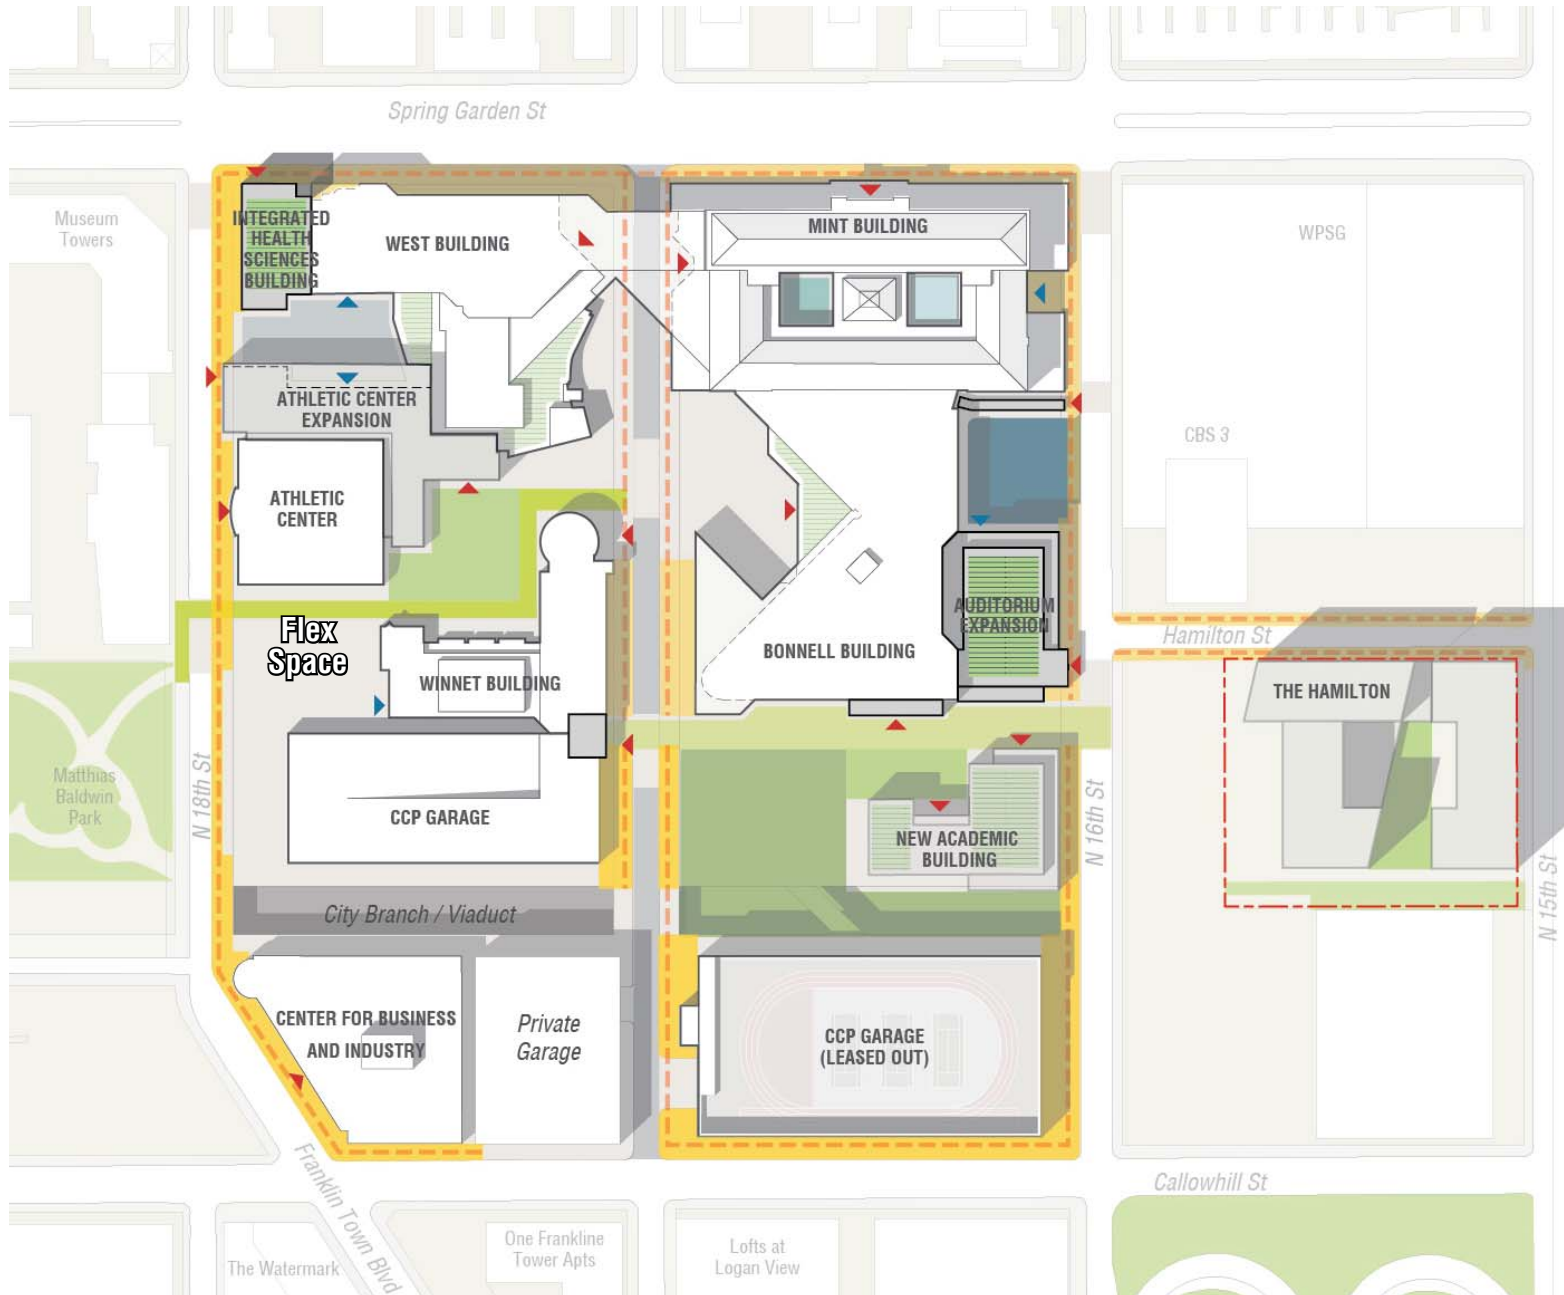 Spring Garden St
Museum
Towers
INTEGRATED
HEALTH
SCIENCES
BUILDING
WEST BUILDING
MINT BUILDING
WPSG
ATHLETIC CENTER
EXPANSION
CBS 3
ATHLETIC
CENTER
Flex
Space
WINNET BUILDING
BONNELL BUILDING
AUDITORIUM
EXPANSION
Hamilton St
THE HAMILTON
Matthias
Baldwin
Park
N 18th St
CCP GARAGE
NEW ACADEMIC
BUILDING
N 16th St
N 15th St
City Branch / Viaduct
CENTER FOR BUSINESS
AND INDUSTRY
Private
Garage
CCP GARAGE
(LEASED OUT)
Franklin Town Blvd
Callowhill St
The Watermark
One Frankline
Tower Apts
Lofts at
Logan View